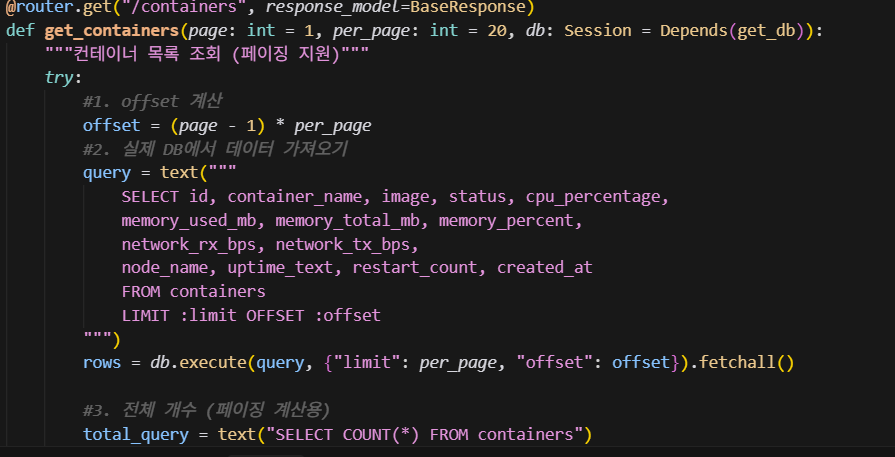 @router.get("/containers", response_model=BaseResponse)
def get_containers(page: int = 1, per_page: int = 20, db: Session = Depends(get_db)):
"""컨테이너 목록 조회 (페이징 지원)"""
try:
#1. offset 계산
offset = (page - 1) * per_page
#2. 실제 DB에서 데이터 가져오기
query = text("""
SELECT id, container_name, image, status, cpu_percentage,
memory_used_mb, memory_total_mb, memory_percent,
network_rx_bps, network_tx_bps,
node_name, uptime_text, restart_count, created_at
FROM containers
LIMIT :limit OFFSET :offset
""")
rows = db.execute(query, {"limit": per_page, "offset": offset}).fetchall()
#3. 전체 개수 (페이징 계산용)
total_query = text("SELECT COUNT(*) FROM containers")